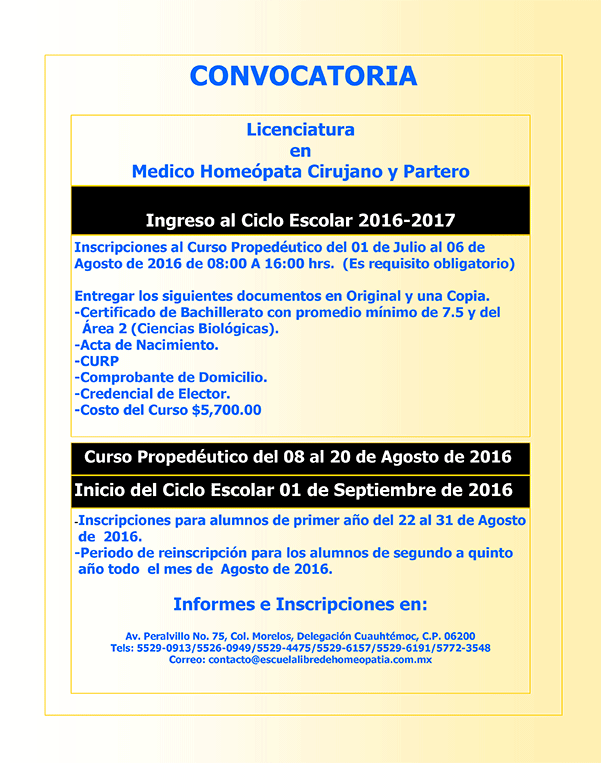 CONVOCATORIA
Licenciatura
en
Medico Homeópata Cirujano y Partero
Ingreso al Ciclo Escolar 2016-2017
Inscripciones al Curso Propedéutico del 01 de Julio al 06 de
Agosto de 2016 de 08:00 A 16:00 hrs.  (Es requisito obligatorio)
Entregar los siguientes documentos en Original y una Copia.
-Certificado de Bachillerato con promedio mínimo de 7.5 y del
Área 2 (Ciencias Biológicas).
-Acta de Nacimiento.
-CURP
-Comprobante de Domicilio.
-Credencial de Elector.
-Costo del Curso $5,700.00
Curso Propedéutico del 08 al 20 de Agosto de 2016
Inicio del Ciclo Escolar 01 de Septiembre de 2016
-Inscripciones para alumnos de primer año del 22 al 31 de Agosto
de  2016.
-Periodo de reinscripción para los alumnos de segundo a quinto
año todo  el mes de  Agosto de 2016.
Informes e Inscripciones en:
Av. Peralvillo No. 75, Col. Morelos, Delegación Cuauhtémoc, C.P. 06200
Tels: 5529-0913/5526-0949/5529-4475/5529-6157/5529-6191/5772-3548
Correo: contacto@escuelalibredehomeopatia.com.mx